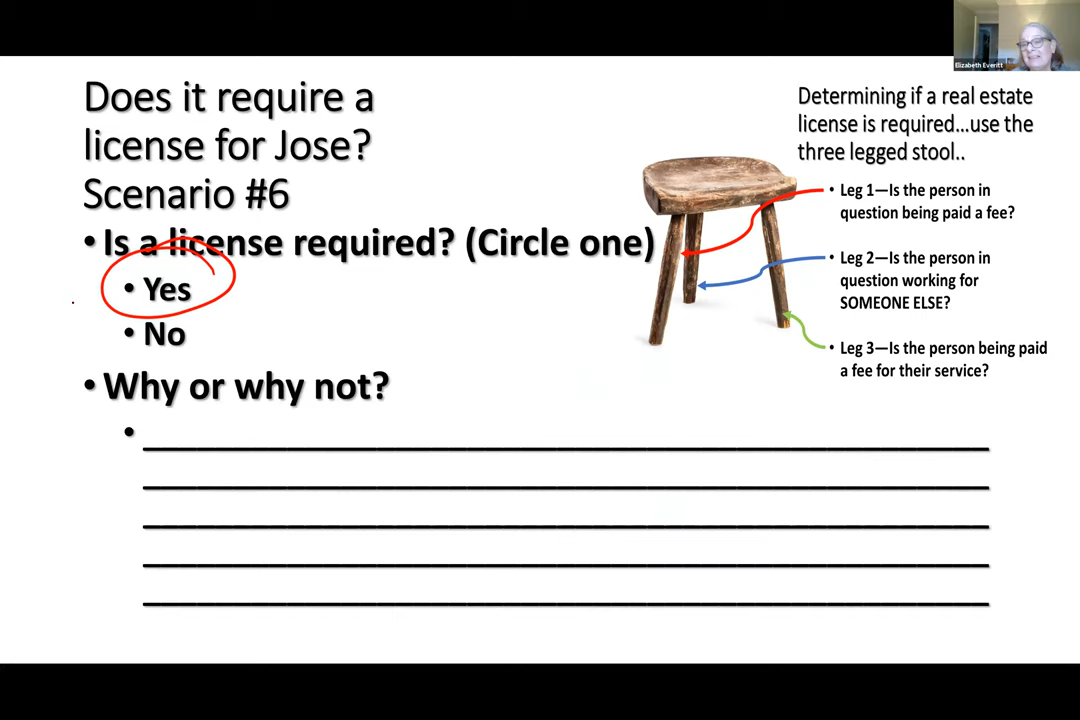 Elizabeth Everitt
Does it require a
license for Jose?
Scenario #6
• Is a license required? (Circle one)
• Yes
• No
• Why or why not?
Determining if a real estate
license is required…use the
three legged stool..
• Leg 1—Is the person in
question being paid a fee?
• Leg 2—Is the person in
question working for
SOMEONE ELSE?
• Leg 3—Is the person being paid
a fee for their service?